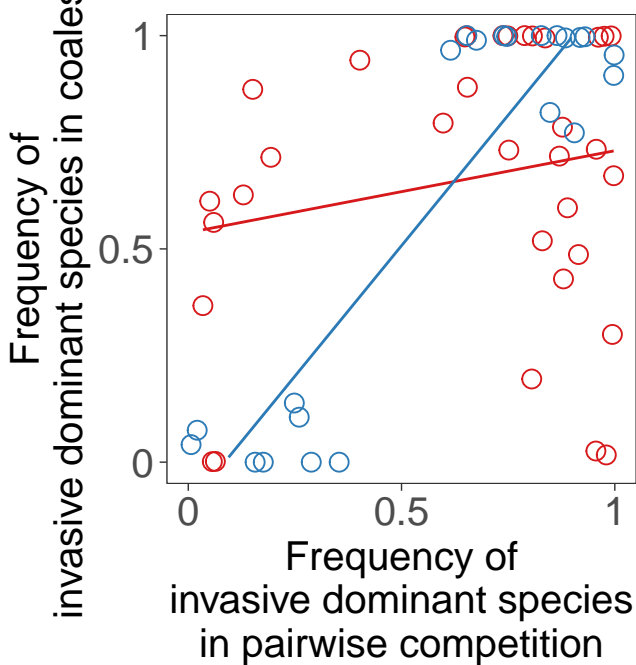 Frequency of
invasive dominant species in
1
0.5
0
0
0.5
1
Frequency of
invasive dominant species
in pairwise competition